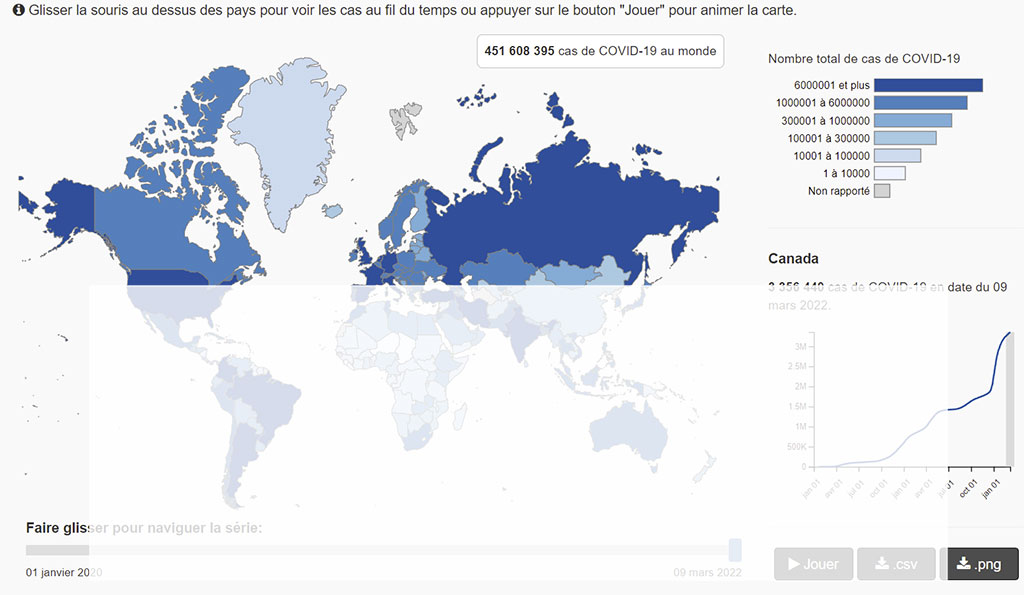 Glisser la souris au dessus des pays pour voir les cas au fil du temps ou appuyer sur le bouton "Jouer" pour animer la carte.
451 608 395 cas de COVID-19 au monde
Nombre total de cas de COVID-19
6000001 et plus
1000001 à 6000000
300001 à 1000000
100001 à 300000
10001 à 100000
1 à 10000
Non rapporté
Canada
3 356 440 cas de COVID-19 en date du 09
mars 2022.
3M
2.5M
2M
1.5M
1M
500K
0
jan 01
avr 01
jul 01
oct 01
jan 01
avr 01
jul 01
oct 01
jan 01
Faire glisser pour naviguer la série:
01 janvier 2020
09 mars 2022
Jouer
.csv
.png